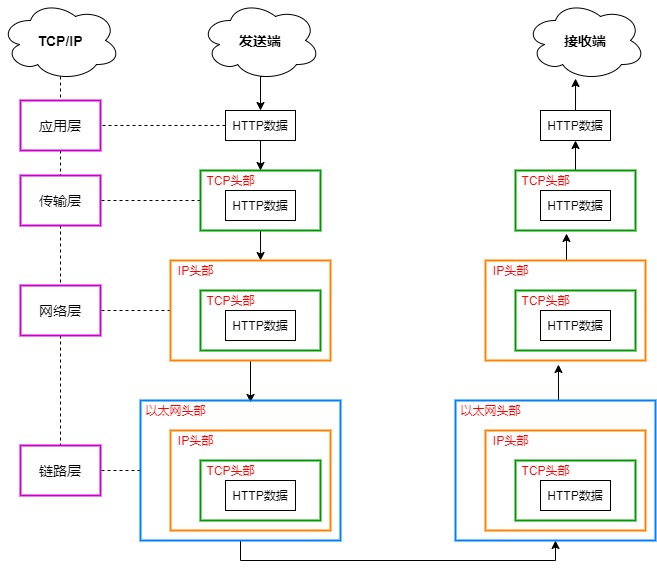 TCP/IP
发送端
接收端
应用层
HTTP数据
HTTP数据
TCP头部
TCP头部
传输层
HTTP数据
HTTP数据
IP头部
IP头部
TCP头部
TCP头部
网络层
HTTP数据
HTTP数据
以太网头部
以太网头部
IP头部
IP头部
链路层
TCP头部
TCP头部
HTTP数据
HTTP数据